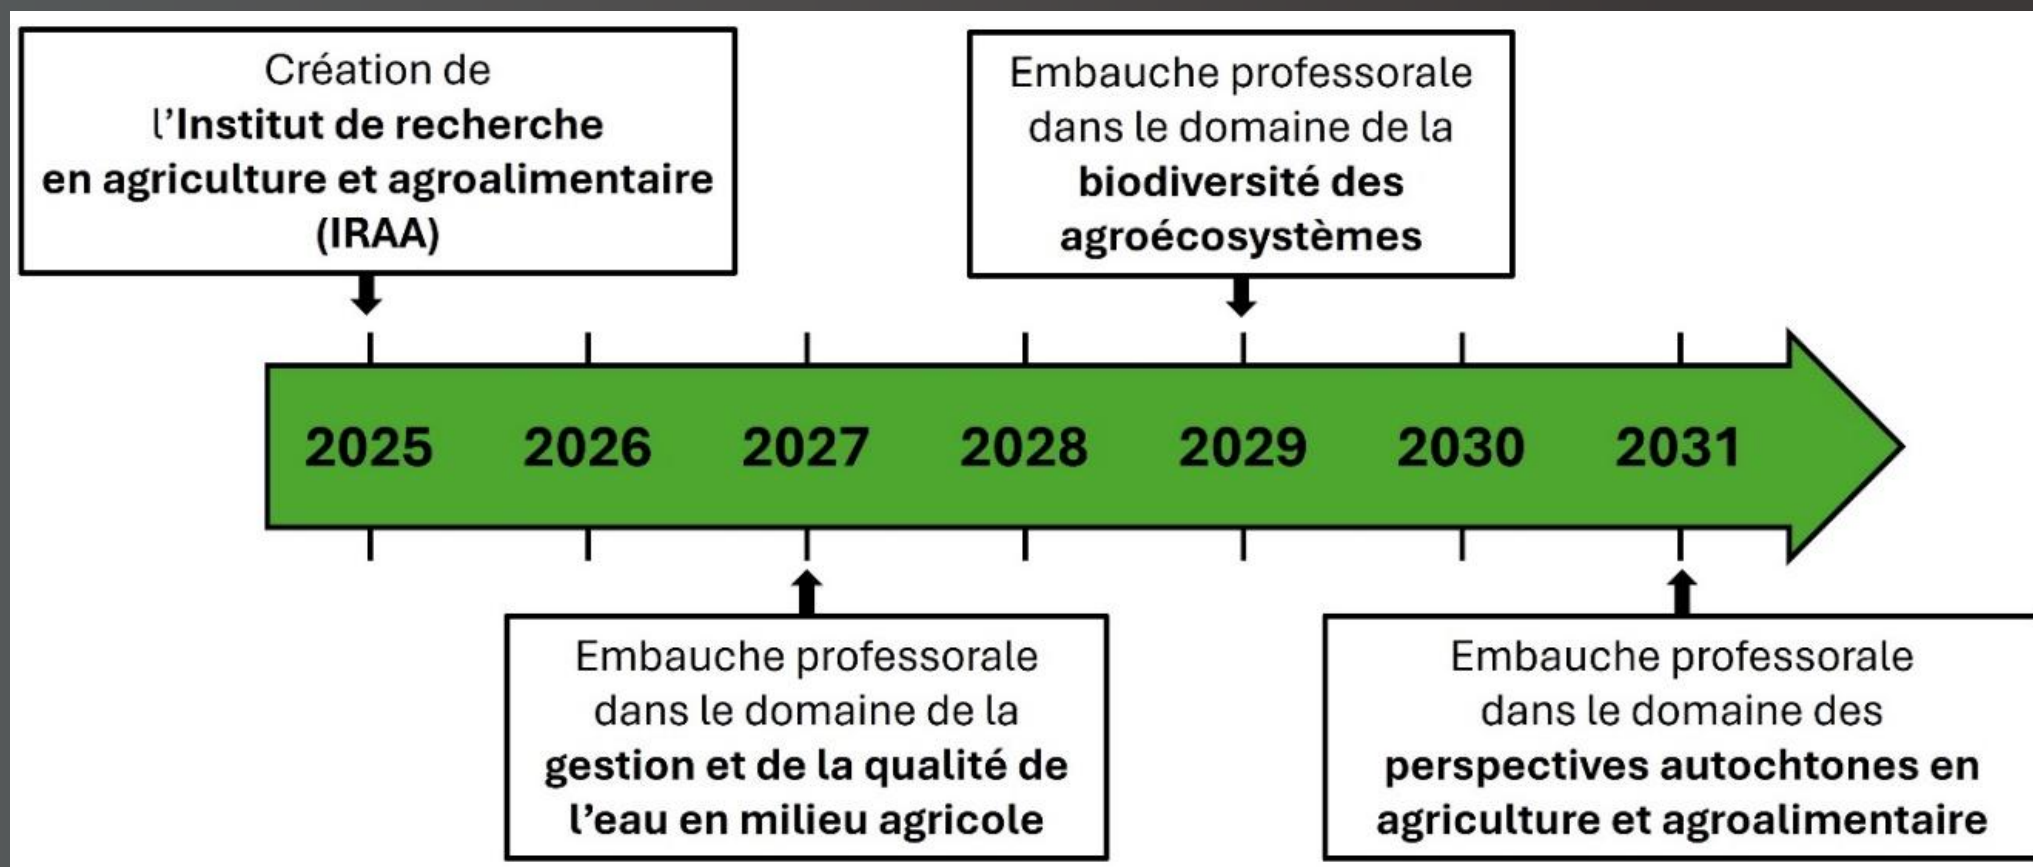 Création de
l’Institut de recherche
en agriculture et agroalimentaire
(IRAA)
Embauche professorale
dans le domaine de la
biodiversité des
agroécosystèmes
2025 2026 2027 2028 2029 2030 2031
Embauche professorale
dans le domaine de la
gestion et de la qualité de
l’eau en milieu agricole
Embauche professorale
dans le domaine des
perspectives autochtones en
agriculture et agroalimentaire